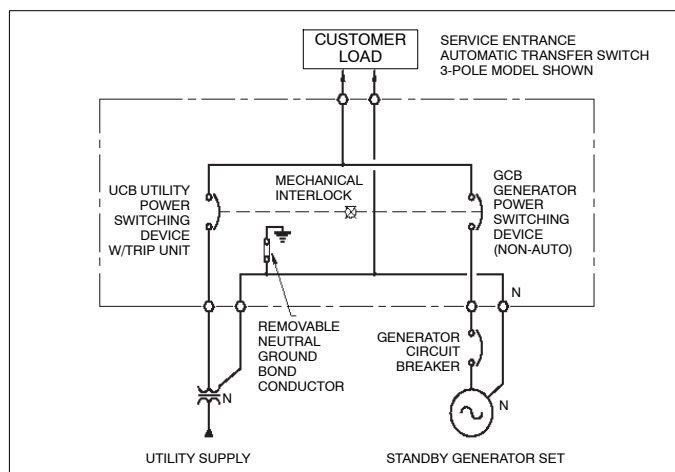 CUSTOMER
LOAD
SERVICE ENTRANCE
AUTOMATIC TRANSFER SWITCH
3-POLE MODEL SHOWN
UCB UTILITY
POWER
SWITCHING
DEVICE
W/TRIP UNIT
MECHANICAL
INTERLOCK
GCB
GENERATOR
POWER
SWITCHING
DEVICE
(NON-AUTO)
N
REMOVABLE
NEUTRAL
GROUND
BOND
CONDUCTOR
GENERATOR
CIRCUIT
BREAKER
N
N
UTILITY SUPPLY
STANDBY GENERATOR SET